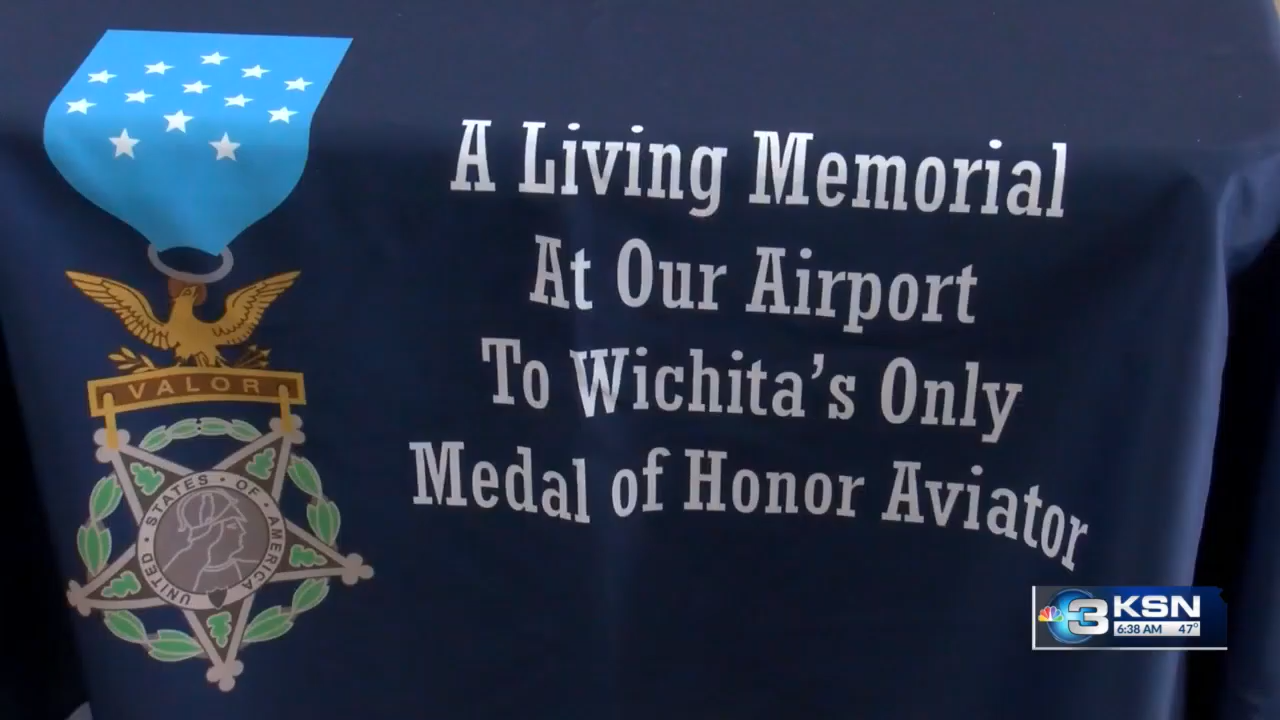 A Living Memorial
At Our Airport
To Wichita's Only
Medal of Honor Aviator
VALOR
UNITED · STATES · OF · AMERICA
3 KSN
6:38 AM 47°